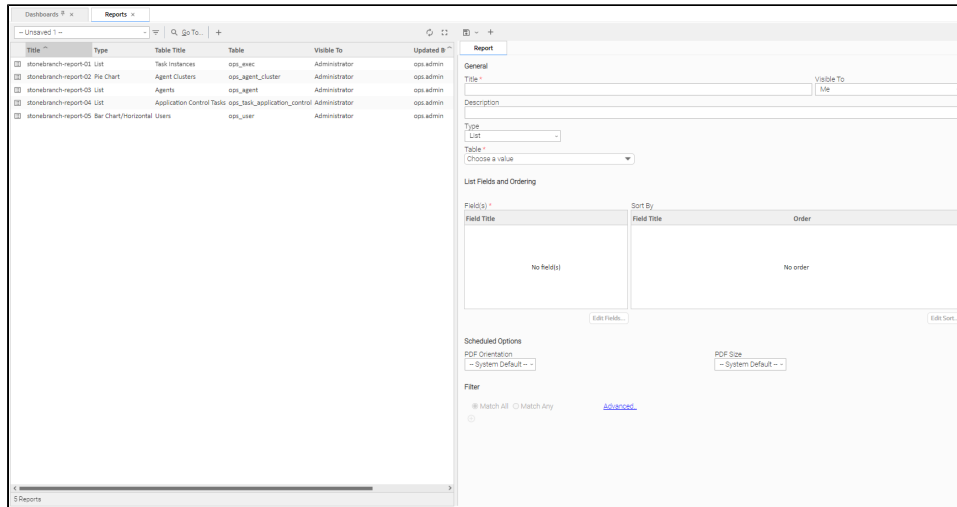 Dashboards × Reports ×
-- Unsaved 1 -- Go To...
Title Type Table Title Table Visible To Updated B
stonebranch-report-01 List Task Instances ops_exec Administrator ops.admin
stonebranch-report-02 Pie Chart Agent Clusters ops_agent_cluster Administrator ops.admin
stonebranch-report-03 List Agents ops_agent Administrator ops.admin
stonebranch-report-04 List Application Control Tasks ops_task_application_control Administrator ops.admin
stonebranch-report-05 Bar Chart/Horizontal Users ops_user Administrator ops.admin
5 Reports
Report
General
Title * Visible To
Me
Description
Type
List
Table *
Choose a value
List Fields and Ordering
Field(s) * Sort By
Field Title Field Title Order
No field(s) No order
Edit Fields... Edit Sort...
Scheduled Options
PDF Orientation PDF Size
-- System Default -- -- System Default --
Filter
Match All Match Any Advanced..